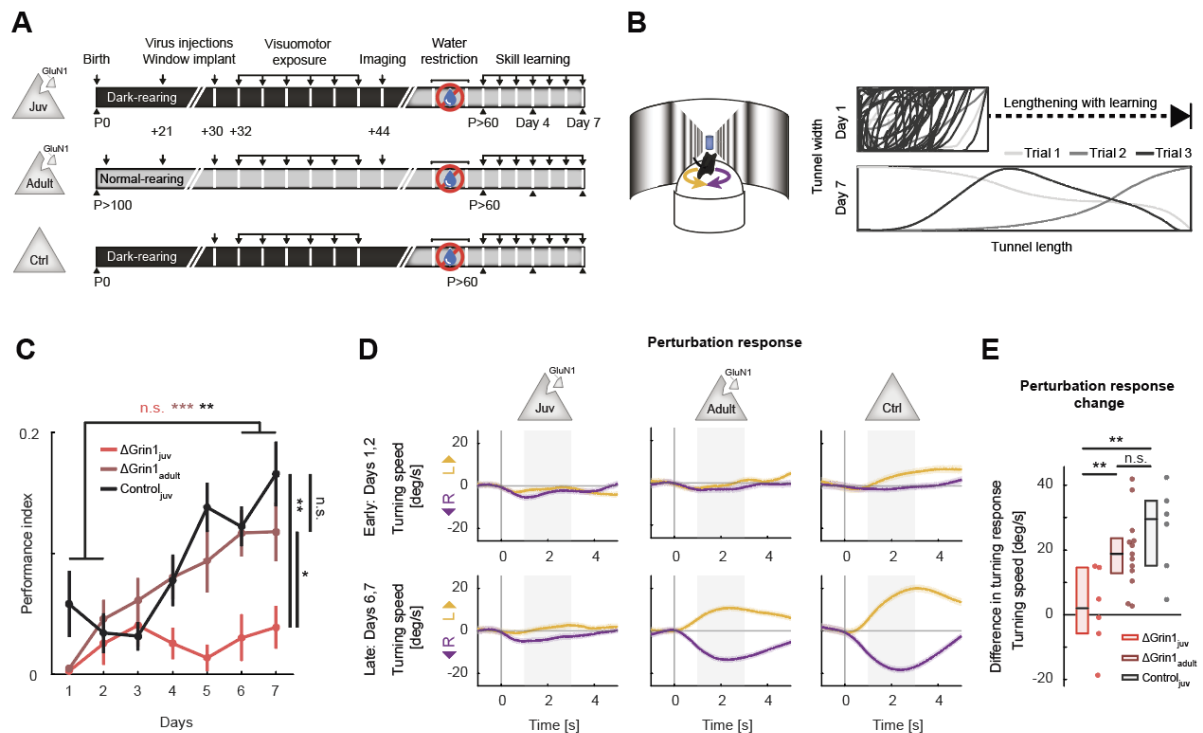 A
Virus injections
Visuomotor
Water
Birth
Window implant
exposure
Imaging
restriction
Skill learning
GluN1
Juv
Dark-rearing
P0
P>60
Day 4
Day 7
+21
+30
+32
+44
GluN1
Adult
Normal-rearing
P>100
P>60
Ctrl
Dark-rearing
P0
P>60
B
Tunnel width
Day 1
Day 7
Lengthening with learning
Trial 1
Trial 2
Trial 3
Tunnel length
C
n.s. *** **
0.2
ΔGrin1juv
ΔGrin1adult
Controljuv
**
n.s.
*
Performance index
0
1 2 3 4 5 6 7
Days
D
Perturbation response
GluN1
Juv
GluN1
Adult
Ctrl
Early: Days 1,2
Turning speed
[deg/s]
◀R L▶
20
0
-20
0 2 4
0 2 4
0 2 4
Late: Days 6,7
Turning speed
[deg/s]
◀R L▶
20
0
-20
0 2 4
0 2 4
0 2 4
Time [s]
Time [s]
Time [s]
E
Perturbation response
change
**
** n.s.
Difference in turning response
Turning speed [deg/s]
40
20
0
-20
ΔGrin1juv
ΔGrin1adult
Controljuv